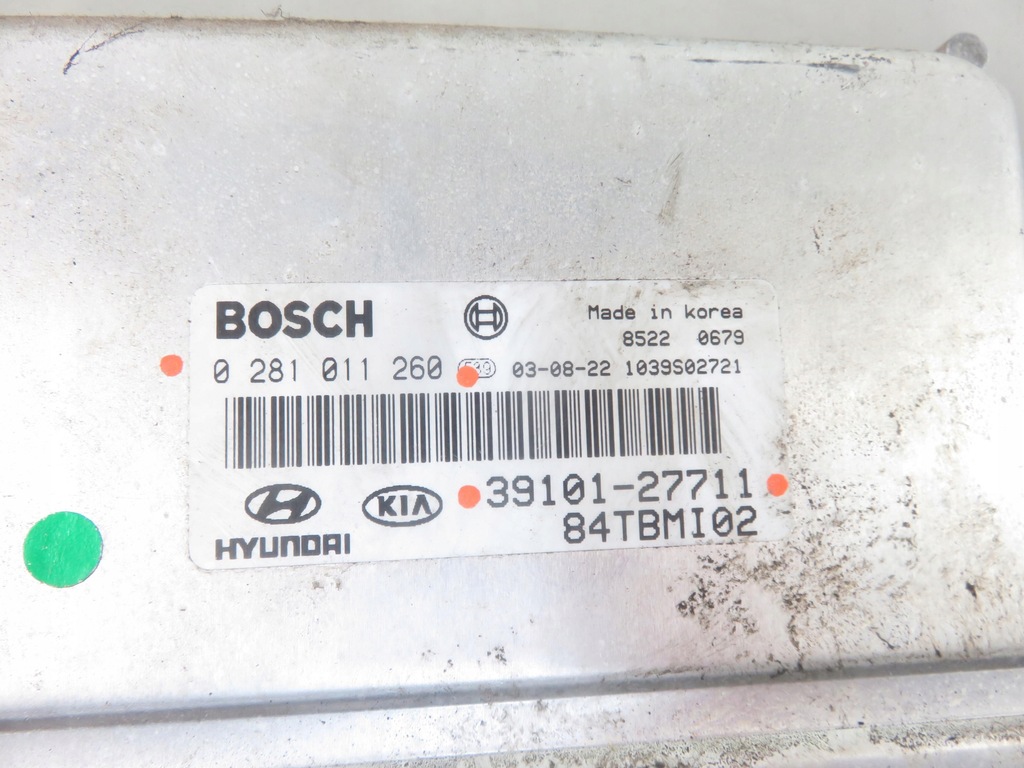 BOSCH
Made in korea
8522 0679
0 281 011 260 03-08-22 1039S02721
KIA 39101-27711
84TBMI02
HYUNDAI